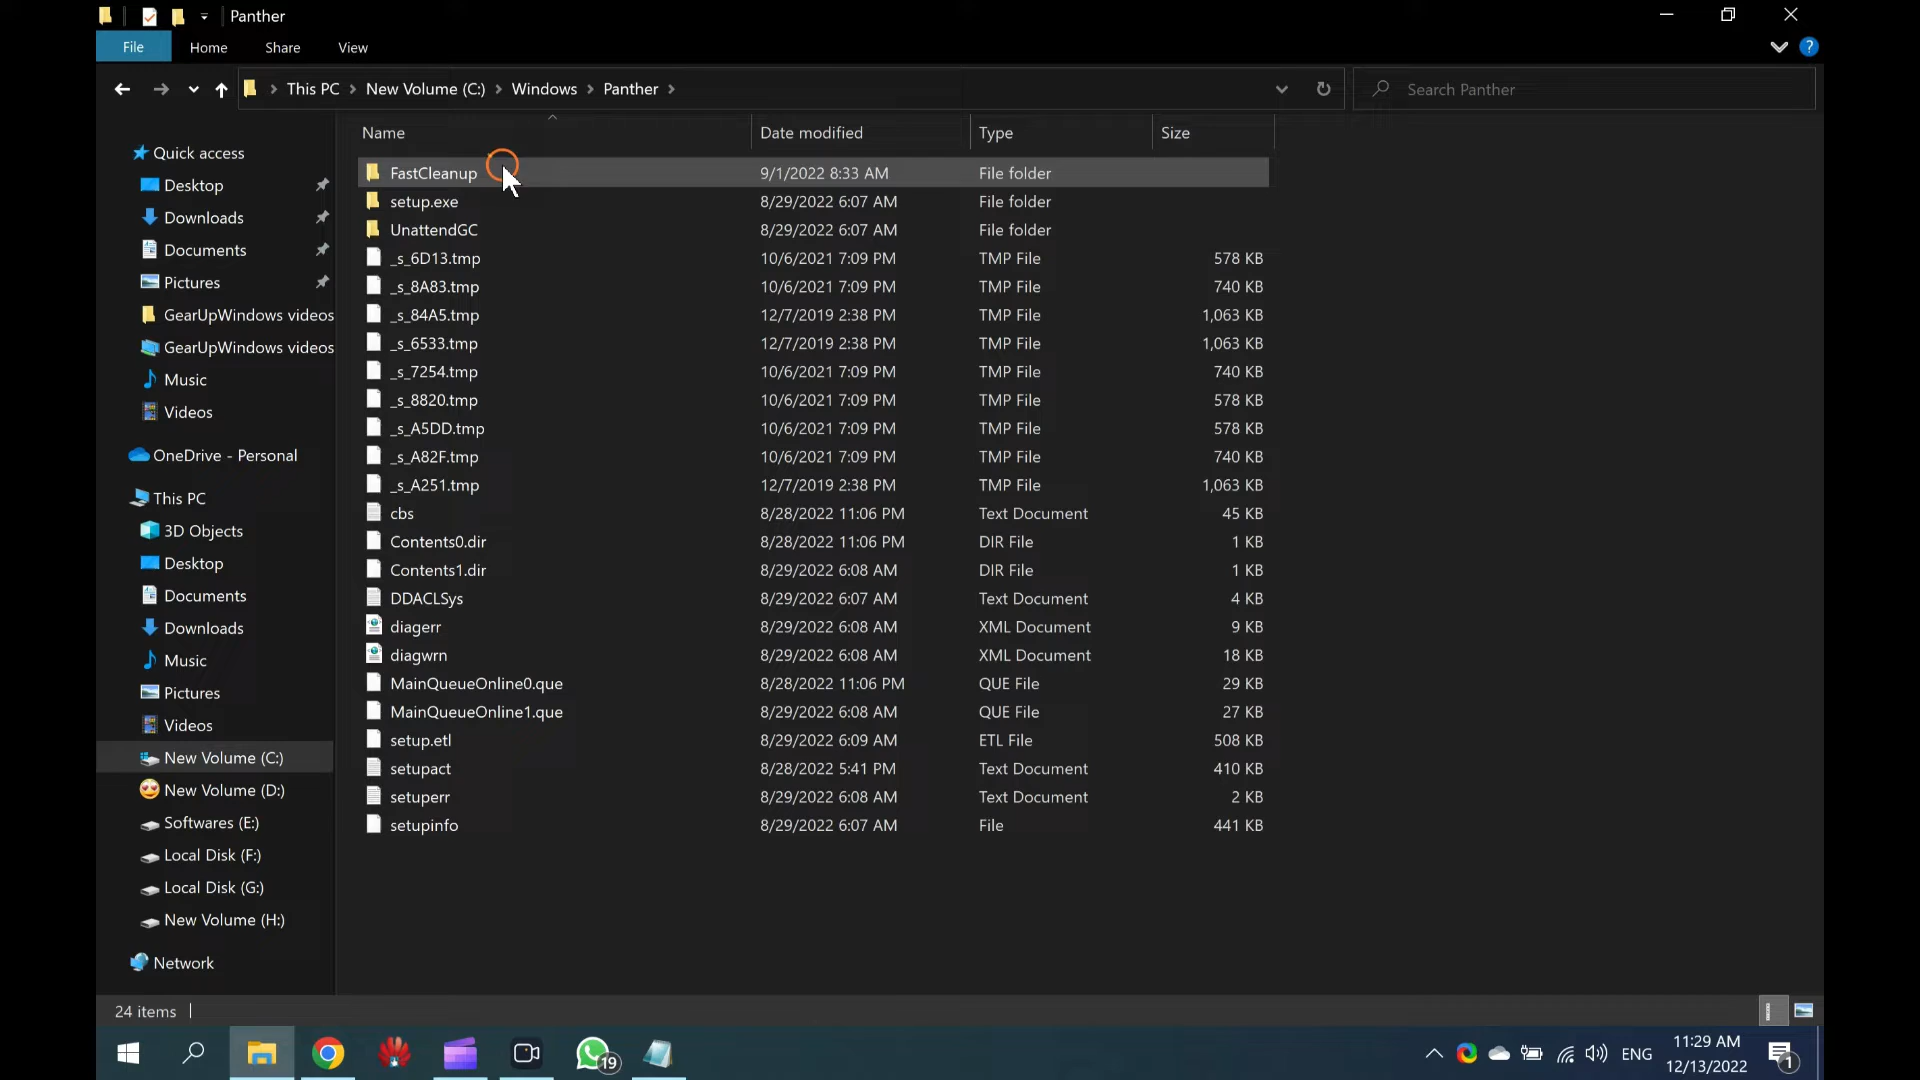 Panther
File Home Share View
This PC New Volume (C:) Windows Panther Search Panther
Name Date modified Type Size
Quick access
Desktop
Downloads
Documents
Pictures
GearUpWindows videos
GearUpWindows videos
Music
Videos
OneDrive - Personal
This PC
3D Objects
Desktop
Documents
Downloads
Music
Pictures
Videos
New Volume (C:)
New Volume (D:)
Softwares (E:)
Local Disk (F:)
Local Disk (G:)
New Volume (H:)
Network
FastCleanup 9/1/2022 8:33 AM File folder
setup.exe 8/29/2022 6:07 AM File folder
UnattendGC 8/29/2022 6:07 AM File folder
_s_6D13.tmp 10/6/2021 7:09 PM TMP File 578 KB
_s_8A83.tmp 10/6/2021 7:09 PM TMP File 740 KB
_s_84A5.tmp 12/7/2019 2:38 PM TMP File 1,063 KB
_s_6533.tmp 12/7/2019 2:38 PM TMP File 1,063 KB
_s_7254.tmp 10/6/2021 7:09 PM TMP File 740 KB
_s_8820.tmp 10/6/2021 7:09 PM TMP File 578 KB
_s_A5DD.tmp 10/6/2021 7:09 PM TMP File 578 KB
_s_A82F.tmp 10/6/2021 7:09 PM TMP File 740 KB
_s_A251.tmp 12/7/2019 2:38 PM TMP File 1,063 KB
cbs 8/28/2022 11:06 PM Text Document 45 KB
Contents0.dir 8/28/2022 11:06 PM DIR File 1 KB
Contents1.dir 8/29/2022 6:08 AM DIR File 1 KB
DDACLSys 8/29/2022 6:07 AM Text Document 4 KB
diagerr 8/29/2022 6:08 AM XML Document 9 KB
diagwrn 8/29/2022 6:08 AM XML Document 18 KB
MainQueueOnline0.que 8/28/2022 11:06 PM QUE File 29 KB
MainQueueOnline1.que 8/29/2022 6:08 AM QUE File 27 KB
setup.etl 8/29/2022 6:09 AM ETL File 508 KB
setupact 8/28/2022 5:41 PM Text Document 410 KB
setuperr 8/29/2022 6:08 AM Text Document 2 KB
setupinfo 8/29/2022 6:07 AM File 441 KB
24 items
19
ENG
11:29 AM
12/13/2022
1